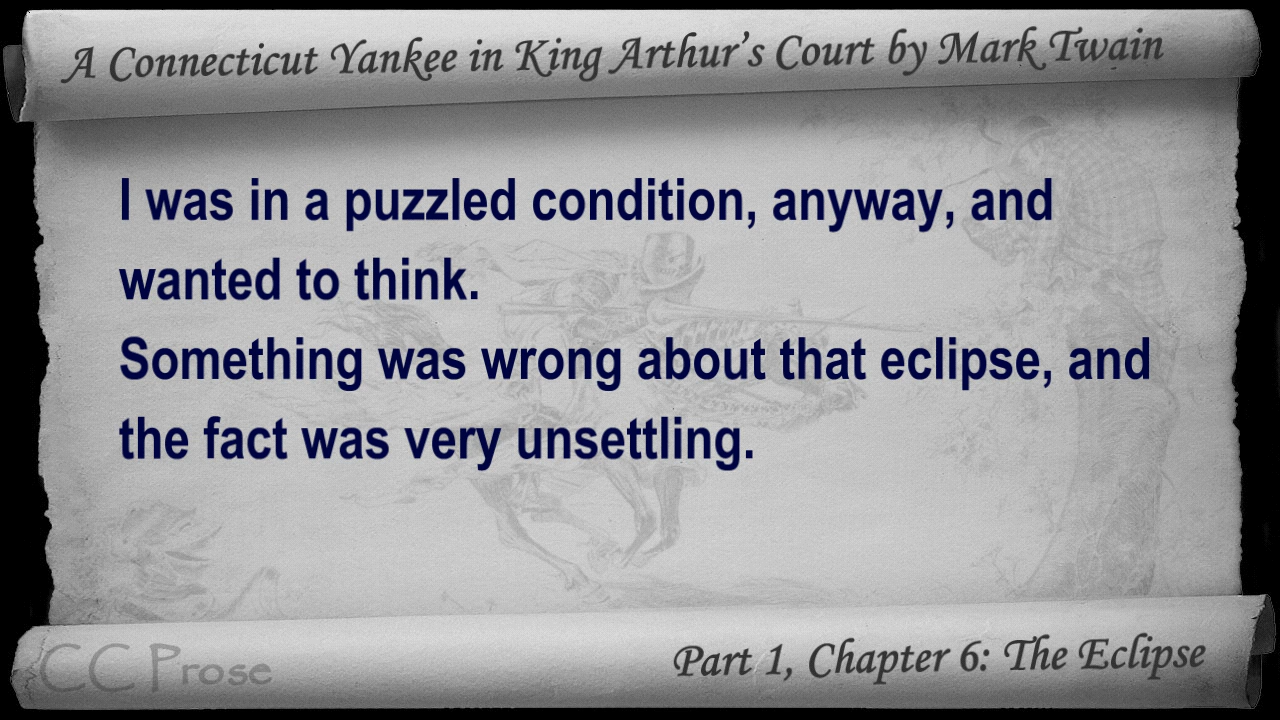 A Connecticut Yankee in King Arthur's Court by Mark Twain
I was in a puzzled condition, anyway, and
wanted to think.
Something was wrong about that eclipse, and
the fact was very unsettling.
CC Prose
Part 1, Chapter 6: The Eclipse